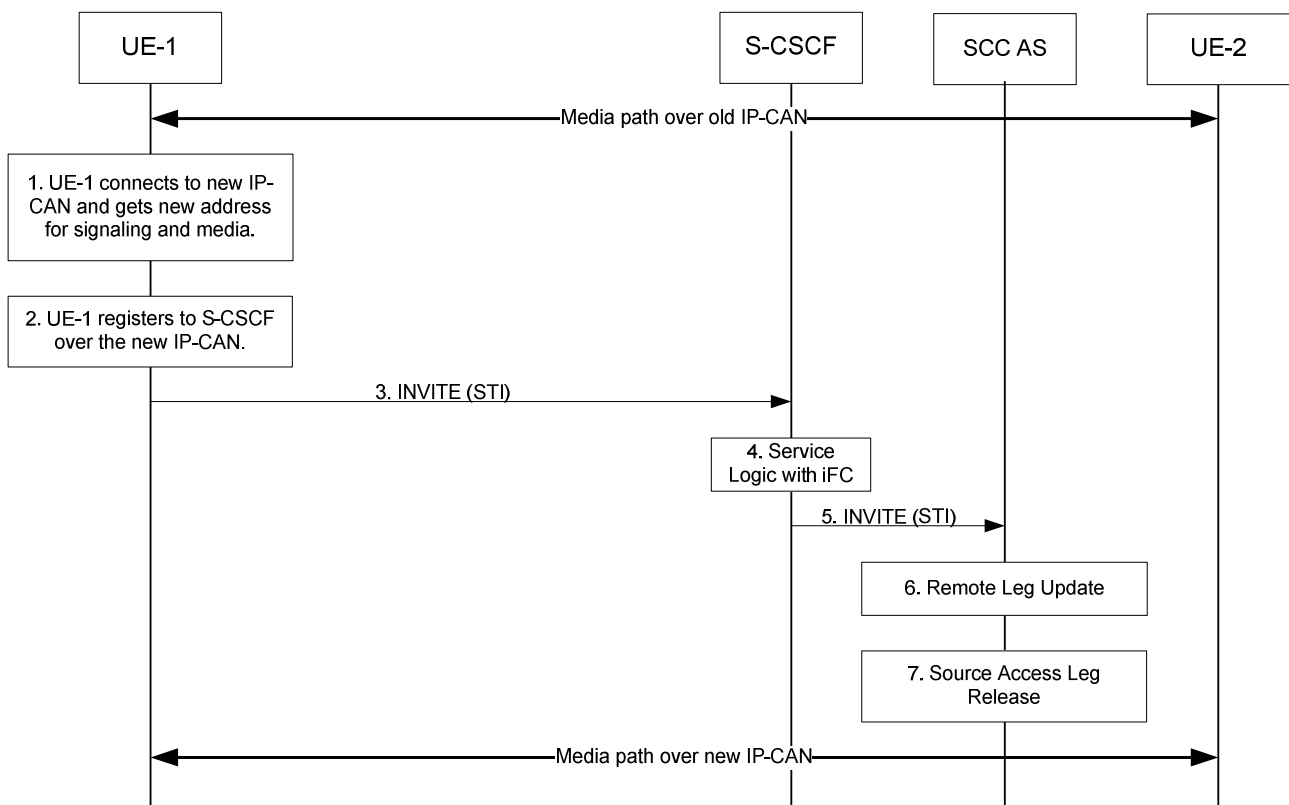 UE-1
S-CSCF
SCC AS
UE-2
Media path over old IP-CAN
1. UE-1 connects to new IP-
CAN and gets new address
for signaling and media.
2. UE-1 registers to S-CSCF
over the new IP-CAN.
3. INVITE (STI)
4. Service
Logic with iFC
5. INVITE (STI)
6. Remote Leg Update
7. Source Access Leg
Release
Media path over new IP-CAN